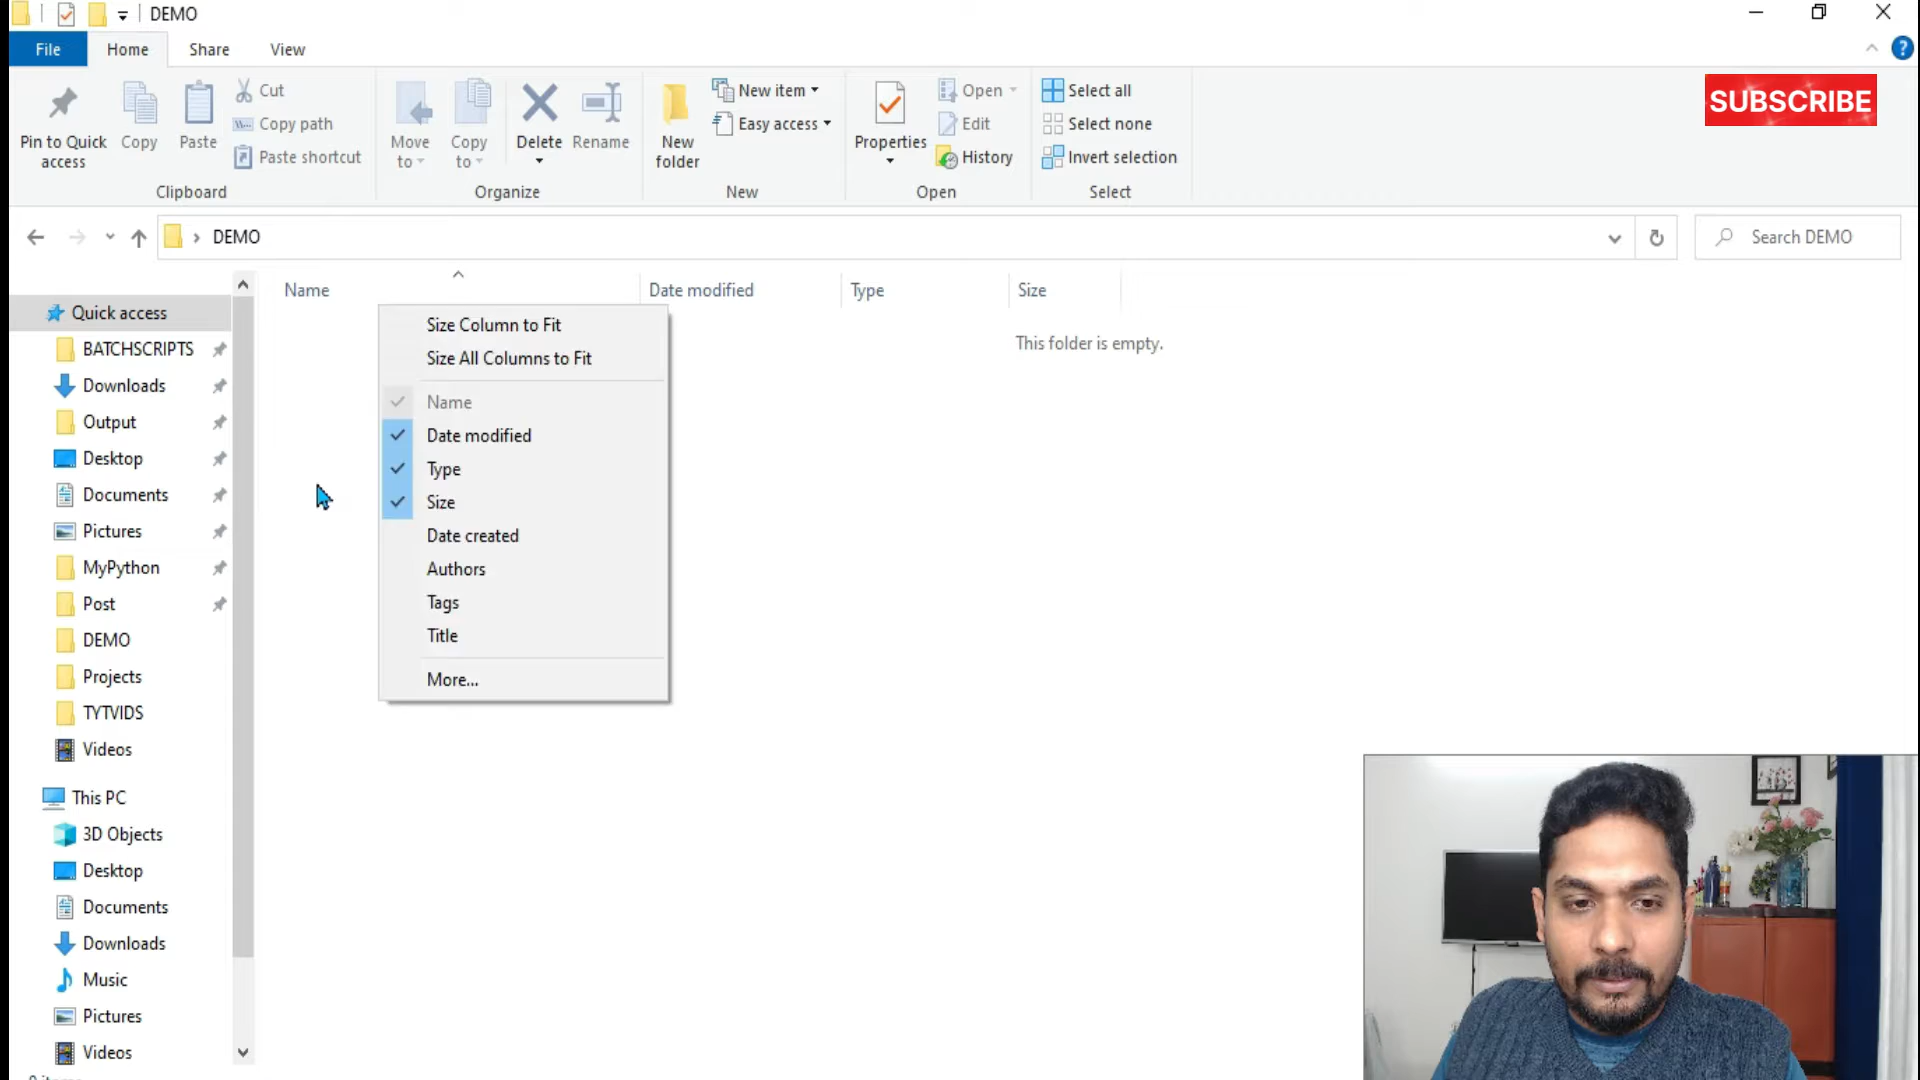 DEMO
File Home Share View
Pin to Quick access
Copy
Paste
Cut
Copy path
Paste shortcut
Clipboard
Move to
Copy to
Delete
Rename
Organize
New folder
New item
Easy access
New
Properties
Open
Edit
History
Open
Select all
Select none
Invert selection
Select
SUBSCRIBE
DEMO
Search DEMO
Name Date modified Type Size
This folder is empty.
Size Column to Fit
Size All Columns to Fit
Name
Date modified
Type
Size
Date created
Authors
Tags
Title
More...
Quick access
BATCHSCRIPTS
Downloads
Output
Desktop
Documents
Pictures
MyPython
Post
DEMO
Projects
TYTVIDS
Videos
This PC
3D Objects
Desktop
Documents
Downloads
Music
Pictures
Videos